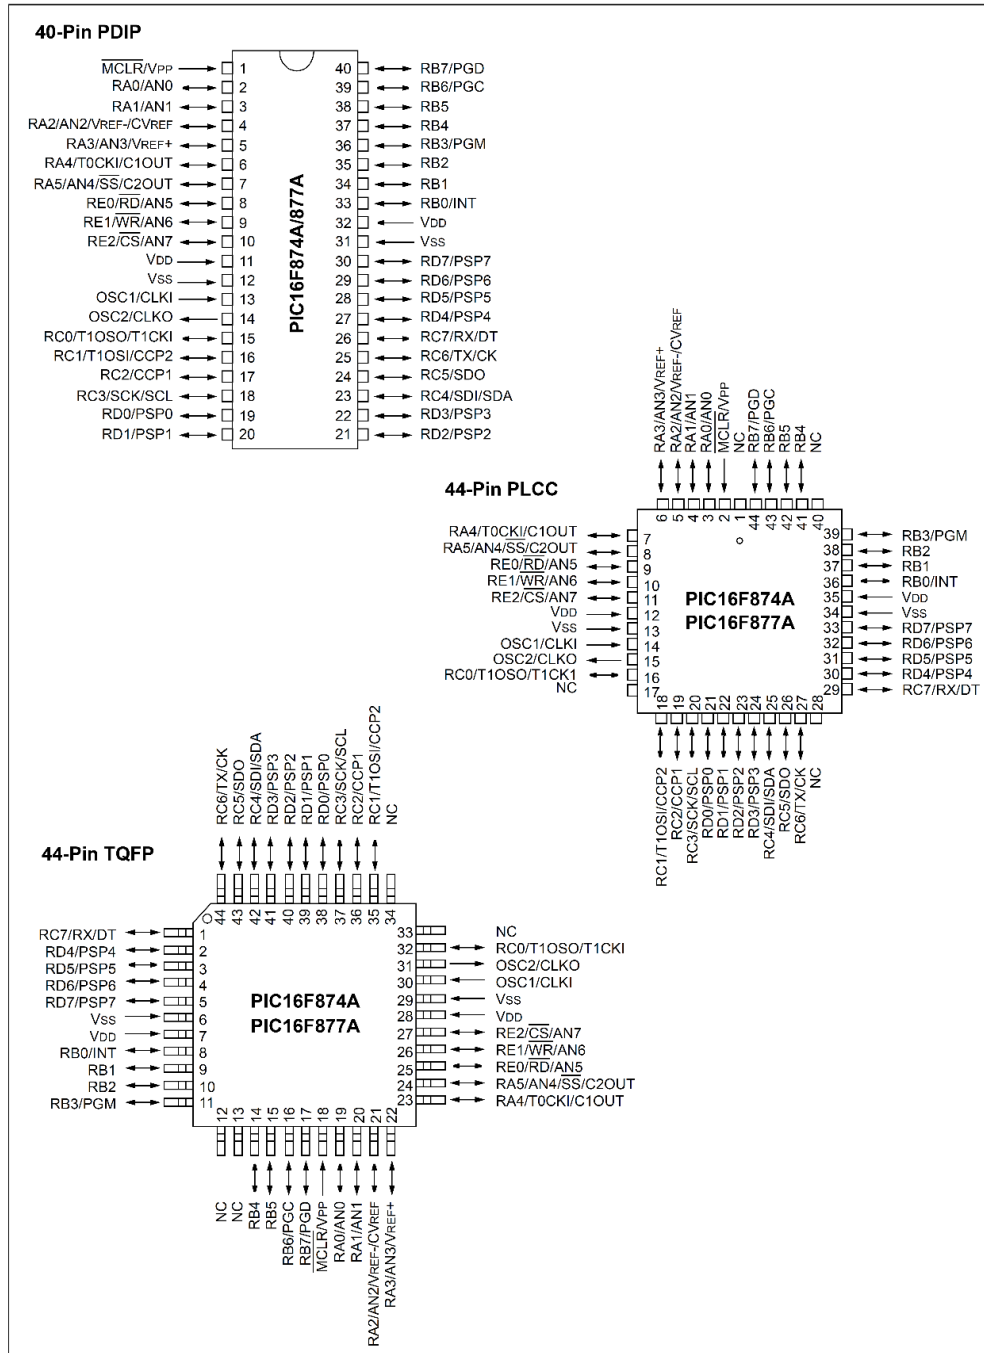 40-Pin PDIP
MCLR/VPP 1 40 RB7/PGD
RA0/AN0 2 39 RB6/PGC
RA1/AN1 3 38 RB5
RA2/AN2/VREF-/CVREF 4 37 RB4
RA3/AN3/VREF+ 5 36 RB3/PGM
RA4/T0CKI/C1OUT 6 35 RB2
RA5/AN4/SS/C2OUT 7 34 RB1
RE0/RD/AN5 8 33 RB0/INT
RE1/WR/AN6 9 32 VDD
RE2/CS/AN7 10 31 VSS
VDD 11 30 RD7/PSP7
VSS 12 29 RD6/PSP6
OSC1/CLKI 13 28 RD5/PSP5
OSC2/CLKO 14 27 RD4/PSP4
RC0/T1OSO/T1CKI 15 26 RC7/RX/DT
RC1/T1OSI/CCP2 16 25 RC6/TX/CK
RC2/CCP1 17 24 RC5/SDO
RC3/SCK/SCL 18 23 RC4/SDI/SDA
RD0/PSP0 19 22 RD3/PSP3
RD1/PSP1 20 21 RD2/PSP2
PIC16F874A/877A
44-Pin PLCC
RA3/AN3/VREF+
RA2/AN2/VREF-/CVREF
RA1/AN1
RA0/AN0
MCLR/VPP
NC
RB7/PGD
RB6/PGC
RB5
RB4
NC
6 5 4 3 2 1 44 43 42 41 40
RA4/T0CKI/C1OUT 7 39 RB3/PGM
RA5/AN4/SS/C2OUT 8 38 RB2
RE0/RD/AN5 9 37 RB1
RE1/WR/AN6 10 36 RB0/INT
RE2/CS/AN7 11 35 VDD
VDD 12 34 VSS
VSS 13 33 RD7/PSP7
OSC1/CLKI 14 32 RD6/PSP6
OSC2/CLKO 15 31 RD5/PSP5
RC0/T1OSO/T1CK1 16 30 RD4/PSP4
NC 17 29 RC7/RX/DT
PIC16F874A
PIC16F877A
18 19 20 21 22 23 24 25 26 27 28
RC1/T1OSI/CCP2
RC2/CCP1
RC3/SCK/SCL
RD0/PSP0
RD1/PSP1
RD2/PSP2
RD3/PSP3
RC4/SDI/SDA
RC5/SDO
RC6/TX/CK
NC
44-Pin TQFP
RC6/TX/CK
RC5/SDO
RC4/SDI/SDA
RD3/PSP3
RD2/PSP2
RD1/PSP1
RD0/PSP0
RC3/SCK/SCL
RC2/CCP1
RC1/T1OSI/CCP2
NC
44 43 42 41 40 39 38 37 36 35 34
RC7/RX/DT 1 33 NC
RD4/PSP4 2 32 RC0/T1OSO/T1CKI
RD5/PSP5 3 31 OSC2/CLKO
RD6/PSP6 4 30 OSC1/CLKI
RD7/PSP7 5 29 VSS
VSS 6 28 VDD
VDD 7 27 RE2/CS/AN7
RB0/INT 8 26 RE1/WR/AN6
RB1 9 25 RE0/RD/AN5
RB2 10 24 RA5/AN4/SS/C2OUT
RB3/PGM 11 23 RA4/T0CKI/C1OUT
PIC16F874A
PIC16F877A
12 13 14 15 16 17 18 19 20 21 22
NC
NC
RB4
RB5
RB6/PGC
RB7/PGD
MCLR/VPP
RA0/AN0
RA1/AN1
RA2/AN2/VREF-/CVREF
RA3/AN3/VREF+